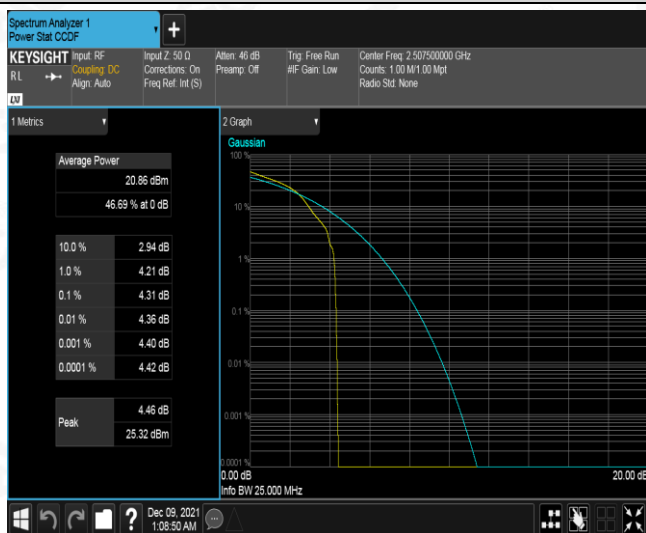 Spectrum Analyzer 1
Power Stat CCDF
+
KEYSIGHT
RL
LXI
Input: RF
Coupling: DC
Align: Auto
Input Z: 50 Ω
Corrections: On
Freq Ref: Int (S)
Atten: 46 dB
Preamp: Off
Trig: Free Run
#IF Gain: Low
Center Freq: 2.507500000 GHz
Counts: 1.00 M/1.00 Mpt
Radio Std: None
1 Metrics
Average Power
20.86 dBm
46.69 % at 0 dB
10.0 % 2.94 dB
1.0 % 4.21 dB
0.1 % 4.31 dB
0.01 % 4.36 dB
0.001 % 4.40 dB
0.0001 % 4.42 dB
Peak
4.46 dB
25.32 dBm
2 Graph
Gaussian
100 %
10 %
1 %
0.1 %
0.01 %
0.001 %
0.0001 %
0.00 dB
20.00 dB
Info BW 25.000 MHz
?
Dec 09, 2021
1:08:50 AM